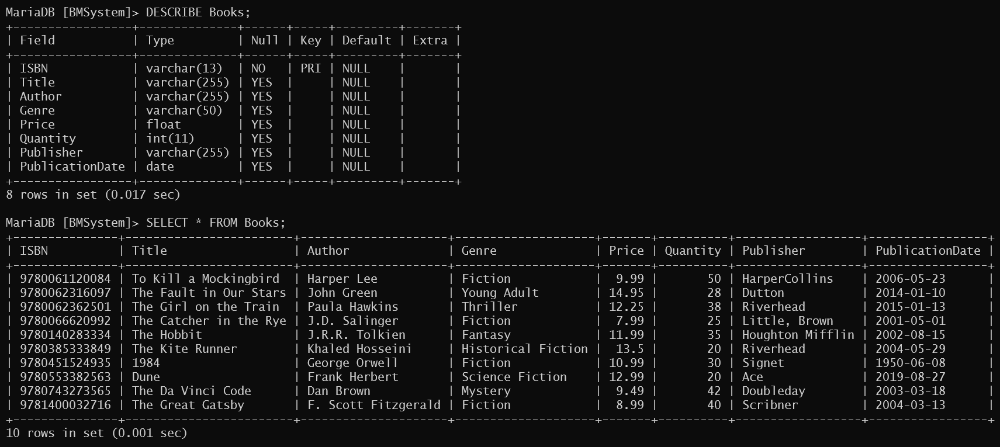 MariaDB [BMSystem]> DESCRIBE Books;
+-----------------+--------------+------+-----+---------+-------+
| Field           | Type         | Null | Key | Default | Extra |
+-----------------+--------------+------+-----+---------+-------+
| ISBN            | varchar(13)  | NO   | PRI | NULL    |       |
| Title           | varchar(255) | YES  |     | NULL    |       |
| Author          | varchar(255) | YES  |     | NULL    |       |
| Genre           | varchar(50)  | YES  |     | NULL    |       |
| Price           | float        | YES  |     | NULL    |       |
| Quantity        | int(11)      | YES  |     | NULL    |       |
| Publisher       | varchar(255) | YES  |     | NULL    |       |
| PublicationDate | date         | YES  |     | NULL    |       |
+-----------------+--------------+------+-----+---------+-------+
8 rows in set (0.017 sec)

MariaDB [BMSystem]> SELECT * FROM Books;
+---------------+------------------------+---------------------+--------------------+-------+----------+------------------+-----------------+
| ISBN          | Title                  | Author              | Genre              | Price | Quantity | Publisher        | PublicationDate |
+---------------+------------------------+---------------------+--------------------+-------+----------+------------------+-----------------+
| 9780061120084 | To Kill a Mockingbird  | Harper Lee          | Fiction            |  9.99 |       50 | HarperCollins    | 2006-05-23      |
| 9780062316097 | The Fault in Our Stars | John Green          | Young Adult        | 14.95 |       28 | Dutton           | 2014-01-10      |
| 9780062362501 | The Girl on the Train  | Paula Hawkins       | Thriller           | 12.25 |       38 | Riverhead        | 2015-01-13      |
| 9780066620992 | The Catcher in the Rye | J.D. Salinger       | Fiction            |  7.99 |       25 | Little, Brown    | 2001-05-01      |
| 9780140283334 | The Hobbit             | J.R.R. Tolkien      | Fantasy            | 11.99 |       35 | Houghton Mifflin | 2002-08-15      |
| 9780385333849 | The Kite Runner        | Khaled Hosseini     | Historical Fiction |  13.5 |       20 | Riverhead        | 2004-05-29      |
| 9780451524935 | 1984                   | George Orwell       | Fiction            | 10.99 |       30 | Signet           | 1950-06-08      |
| 9780553382563 | Dune                   | Frank Herbert       | Science Fiction    | 12.99 |       20 | Ace              | 2019-08-27      |
| 9780743273565 | The Da Vinci Code      | Dan Brown           | Mystery            |  9.49 |       42 | Doubleday        | 2003-03-18      |
| 9781400032716 | The Great Gatsby       | F. Scott Fitzgerald | Fiction            |  8.99 |       40 | Scribner         | 2004-03-13      |
+---------------+------------------------+---------------------+--------------------+-------+----------+------------------+-----------------+
10 rows in set (0.001 sec)